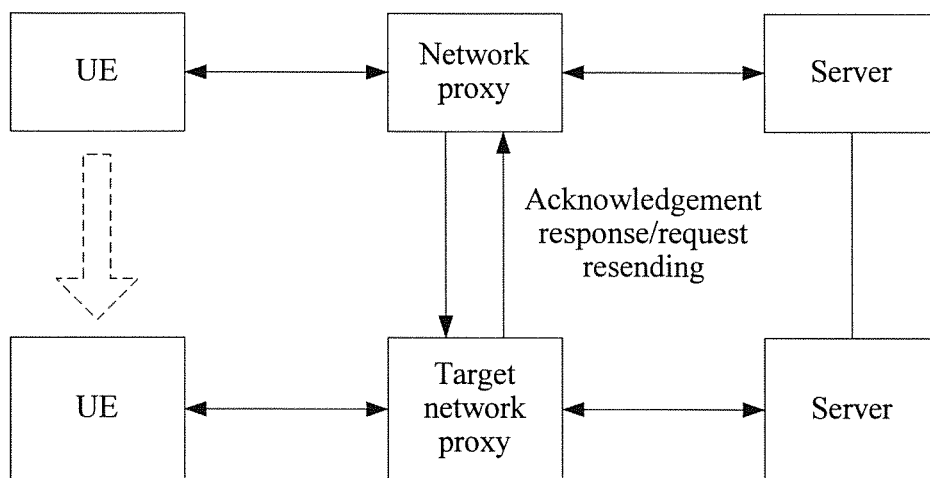 UE
Network
proxy
Server
Acknowledgement
response/request
resending
UE
Target
network
proxy
Server